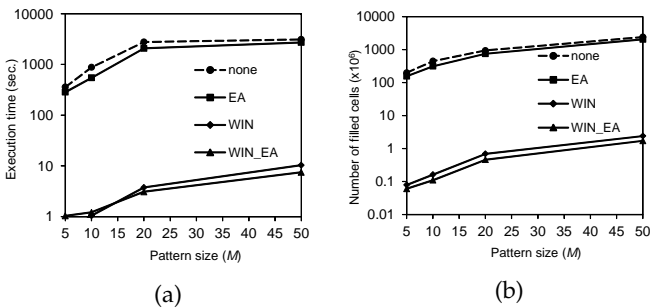 10000
1000
100
10
1
Execution time (sec.)
none
EA
WIN
WIN_EA
5 10 15 20 25 30 35 40 45 50
Pattern size (M)
(a)
10000
1000
100
10
1
0.1
0.01
Number of filled cells (x10⁶)
none
EA
WIN
WIN_EA
5 10 15 20 25 30 35 40 45 50
Pattern size (M)
(b)